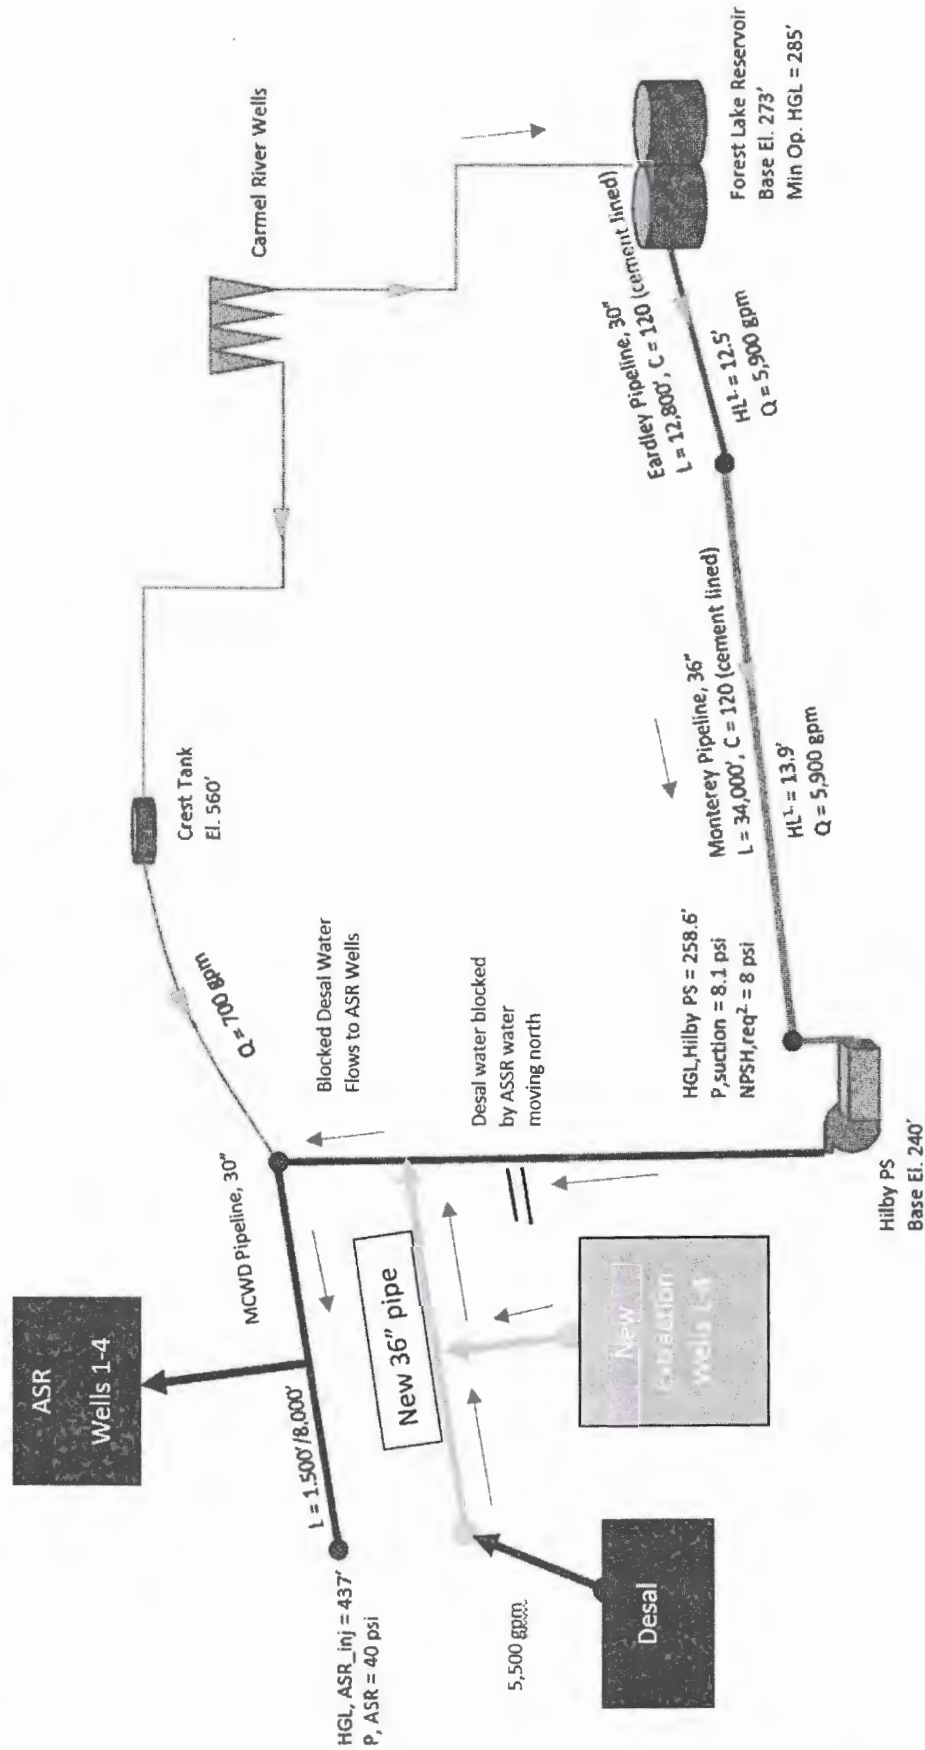 ASR
Wells 1-4
HGL, ASR_inj = 437'
P, ASR = 40 psi
L = 1.500'/8,000'
MCWD Pipeline, 30"
Q = 700 gpm
Crest Tank
El. 560'
Carmel River Wells
5,500 gpm
Desal
New 36" pipe
New
Extraction
Wells 1-4
Blocked Desal Water
Flows to ASR Wells
Desal water blocked
by ASSR water
moving north
Hilby PS
Base El. 240'
HGL,Hilby PS = 258.6'
P,suction = 8.1 psi
NPSH,req² = 8 psi
Monterey Pipeline, 36"
L = 34,000', C = 120 (cement lined)
HL¹ = 13.9'
Q = 5,900 gpm
Eardley Pipeline, 30"
L = 12,800', C = 120 (cement lined)
HL¹ = 12.5'
Q = 5,900 gpm
Forest Lake Reservoir
Base El. 273'
Min Op. HGL = 285'